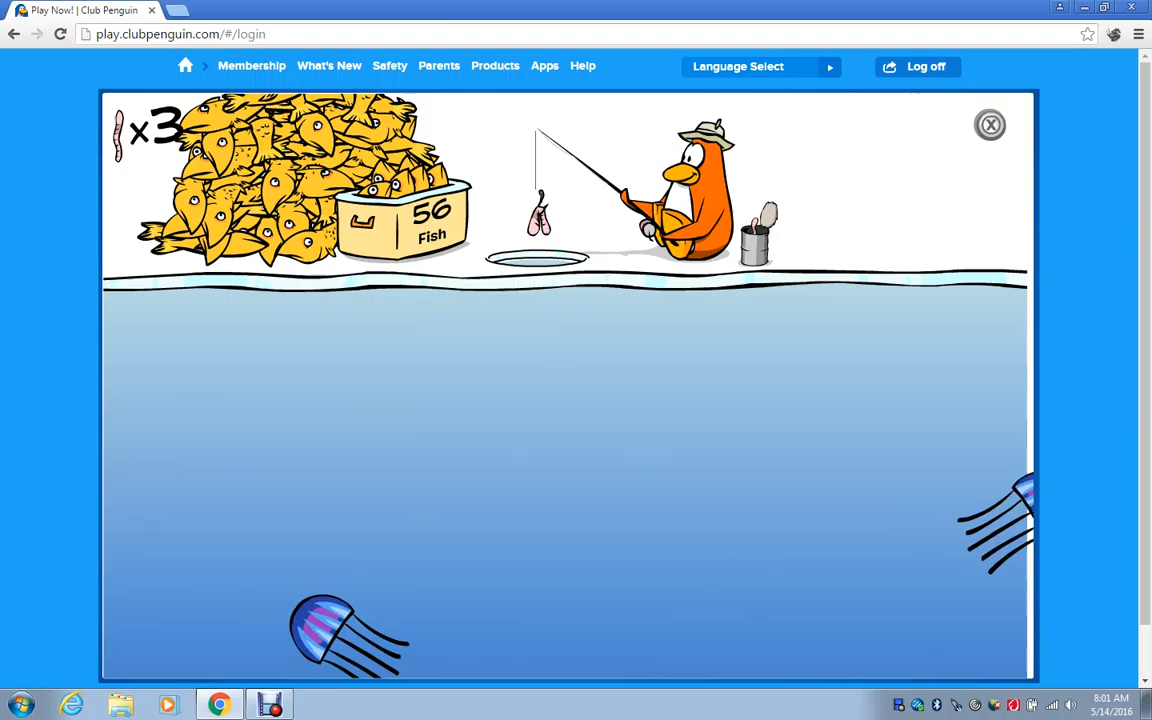 Play Now! | Club Penguin
play.clubpenguin.com/#/login
Membership What's New Safety Parents Products Apps Help Language Select Log off
x3
56
Fish
8:01 AM
5/14/2016